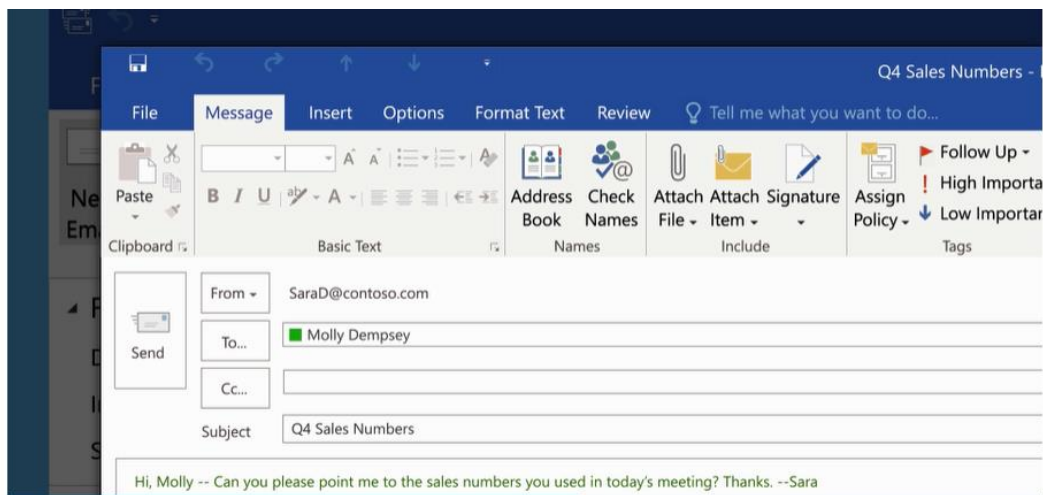 Q4 Sales Numbers -
File Message Insert Options Format Text Review Tell me what you want to do...
Paste
Clipboard
B I U
Basic Text
Address Book
Check Names
Names
Attach File
Attach Item
Signature
Include
Assign Policy
Follow Up
High Importa
Low Importan
Tags
Send
From SaraD@contoso.com
To... Molly Dempsey
Cc...
Subject Q4 Sales Numbers
Hi, Molly -- Can you please point me to the sales numbers you used in today's meeting? Thanks. --Sara